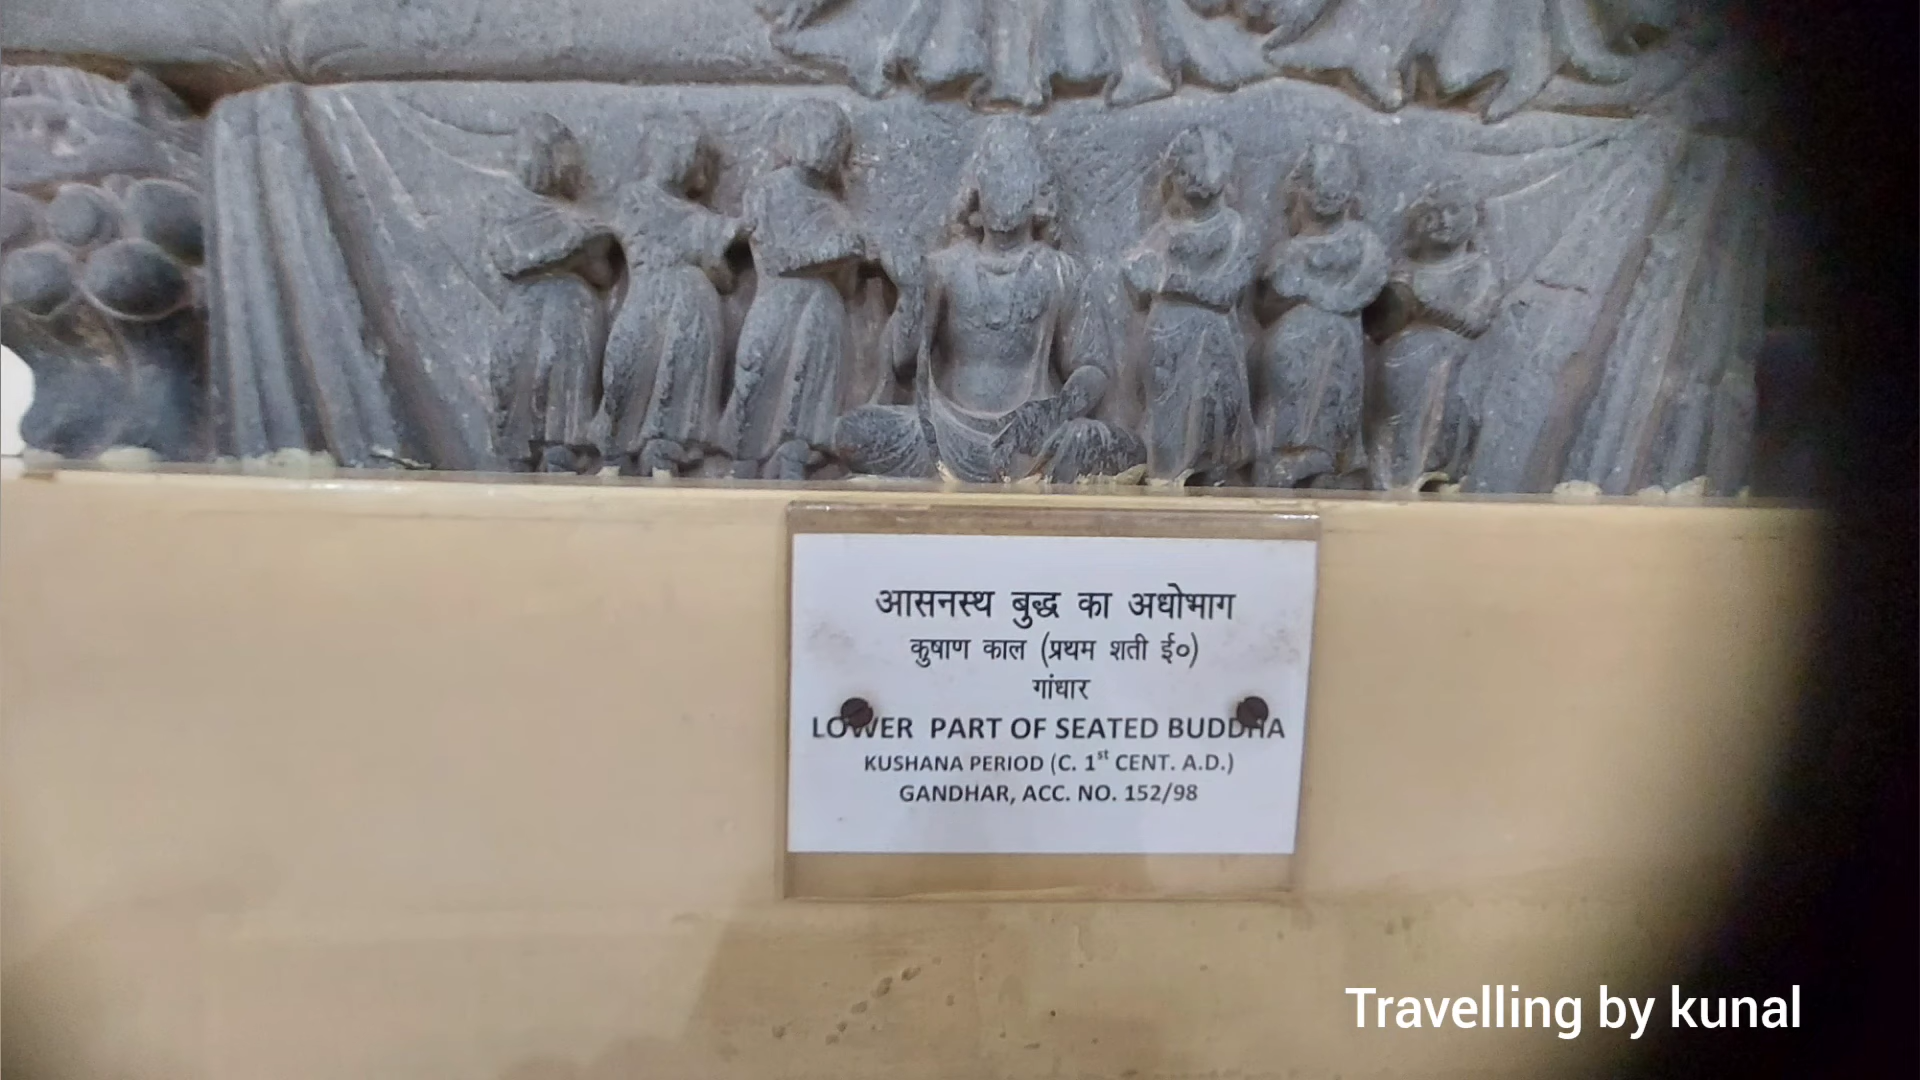 आसनस्थ बुद्ध का अधोभाग
कुषाण काल (प्रथम शती ई०)
गांधार
LOWER PART OF SEATED BUDDHA
KUSHANA PERIOD (C. 1st CENT. A.D.)
GANDHAR, ACC. NO. 152/98
Travelling by kunal